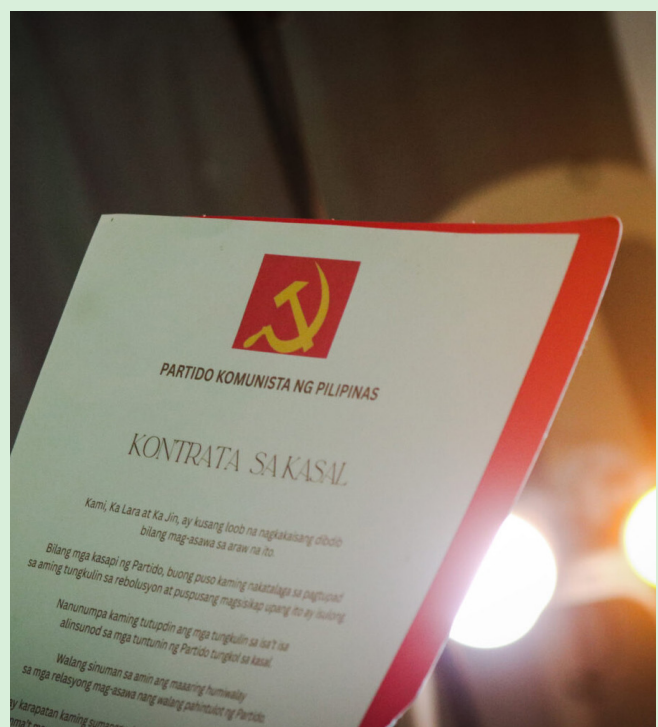 PARTIDO KOMUNISTA NG PILIPINAS
KONTRATA SA KASAL
Kami, Ka Lara at Ka Jin, ay kusang loob na nagkakaisang dibdib
bilang mag-asawa sa araw na ito.
Bilang mga kasapi ng Partido, buong puso kaming nakatalaga sa pagtupad
sa aming tungkulin sa rebolusyon at puspusang magsisikap upang ito ay isulong.
Nanunumpa kaming tutupdin ang mga tungkulin sa isa't isa
alinsunod sa mga tuntunin ng Partido tungkol sa kasal.
Walang sinuman sa amin ang maaaring humiwalay
sa mga relasyong mag-asawa nang walang pahintulot ng Partido.
karapatan kaming